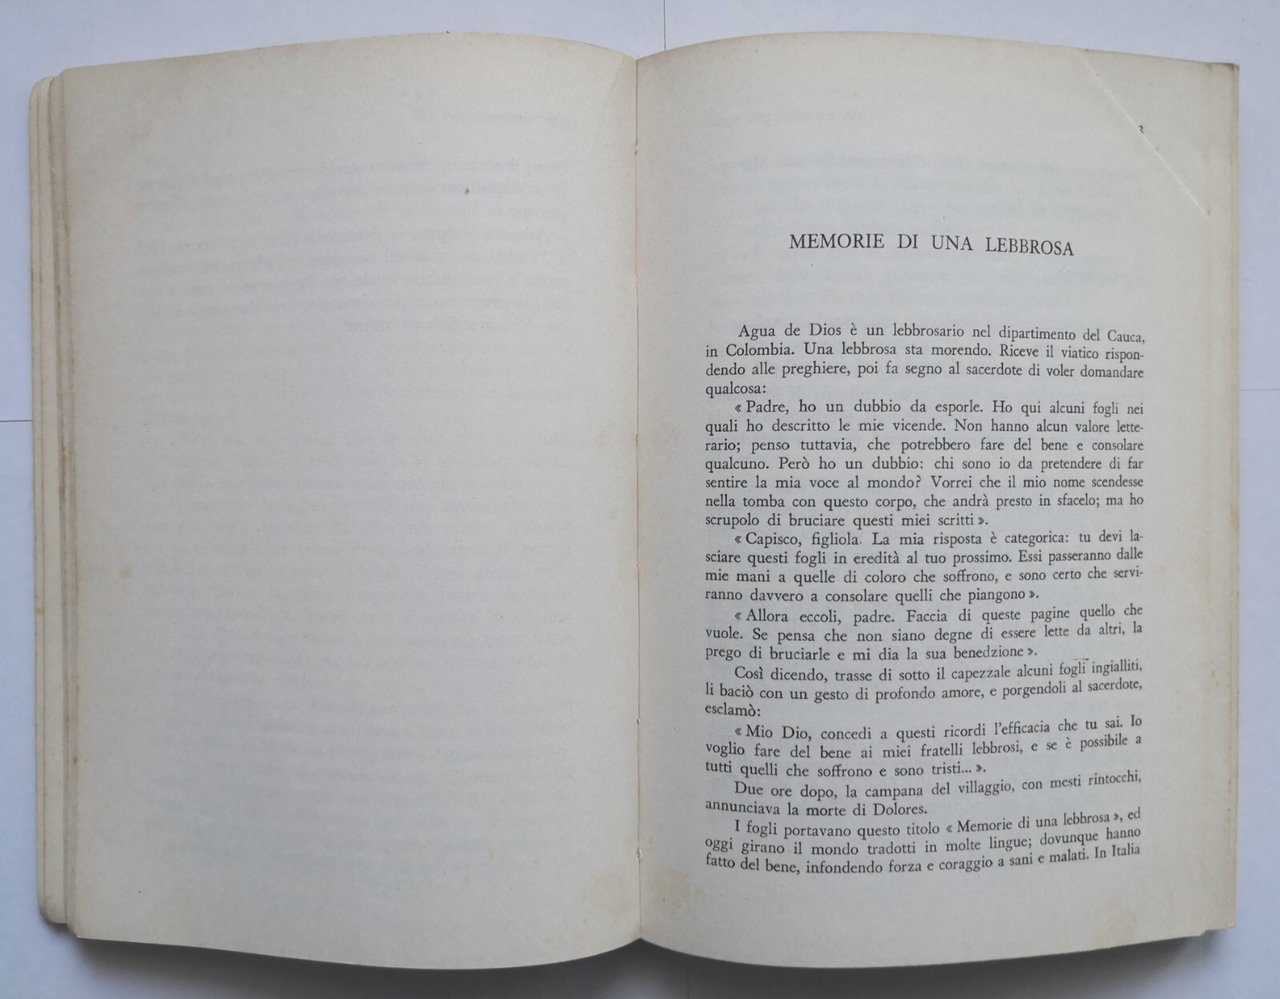 MEMORIE DI UNA LEBBROSA
Agua de Dios è un lebbrosario nel dipartimento del Cauca,
in Colombia. Una lebbrosa sta morendo. Riceve il viatico rispon-
dendo alle preghiere, poi fa segno al sacerdote di voler domandare
qualcosa:
« Padre, ho un dubbio da esporle. Ho qui alcuni fogli nei
quali ho descritto le mie vicende. Non hanno alcun valore lette-
rario; penso tuttavia, che potrebbero fare del bene e consolare
qualcuno. Però ho un dubbio: chi sono io da pretendere di far
sentire la mia voce al mondo? Vorrei che il mio nome scendesse
nella tomba con questo corpo, che andrà presto in sfacelo; ma ho
scrupolo di bruciare questi miei scritti ».
« Capisco, figliola. La mia risposta è categorica: tu devi la-
sciare questi fogli in eredità al tuo prossimo. Essi passeranno dalle
mie mani a quelle di coloro che soffrono, e sono certo che servi-
ranno davvero a consolare quelli che piangono ».
« Allora eccoli, padre. Faccia di queste pagine quello che
vuole. Se pensa che non siano degne di essere lette da altri, la
prego di bruciarle e mi dia la sua benedzione ».
Così dicendo, trasse di sotto il capezzale alcuni fogli ingialliti,
li baciò con un gesto di profondo amore, e porgendoli al sacerdote,
esclamò:
« Mio Dio, concedi a questi ricordi l'efficacia che tu sai. Io
voglio fare del bene ai miei fratelli lebbrosi, e se è possibile a
tutti quelli che soffrono e sono tristi... ».
Due ore dopo, la campana del villaggio, con mesti rintocchi,
annunciava la morte di Dolores.
I fogli portavano questo titolo « Memorie di una lebbrosa », ed
oggi girano il mondo tradotti in molte lingue; dovunque hanno
fatto del bene, infondendo forza e coraggio a sani e malati. In Italia